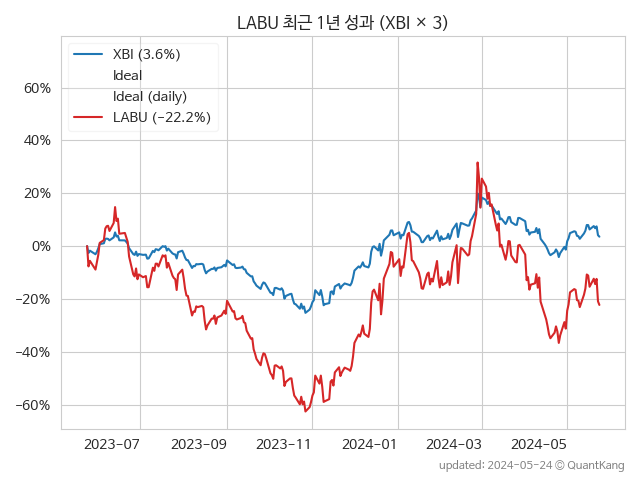 LABU 최근 1년 성과 (XBI × 3)
XBI (3.6%)
Ideal
Ideal (daily)
LABU (−22.2%)
60%
40%
20%
0%
−20%
−40%
−60%
2023-07
2023-09
2023-11
2024-01
2024-03
2024-05
updated: 2024-05-24 © QuantKang